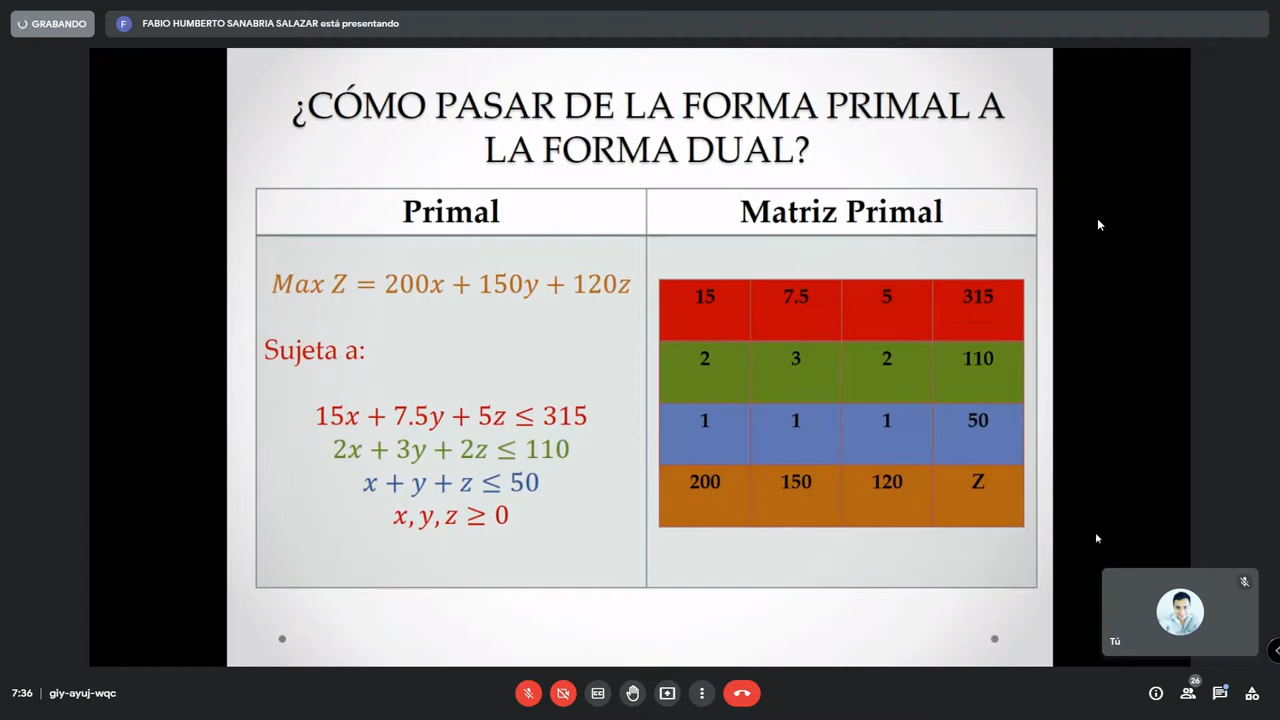 GRABANDO
F
FABIO HUMBERTO SANABRIA SALAZAR está presentando
¿CÓMO PASAR DE LA FORMA PRIMAL A
LA FORMA DUAL?
Primal
Matriz Primal
Max Z = 200x + 150y + 120z
Sujeta a:
15x + 7.5y + 5z ≤ 315
2x + 3y + 2z ≤ 110
x + y + z ≤ 50
x, y, z ≥ 0
15 7.5 5 315
2 3 2 110
1 1 1 50
200 150 120 Z
Tú
7:36 | giy-ayuj-wqc
26